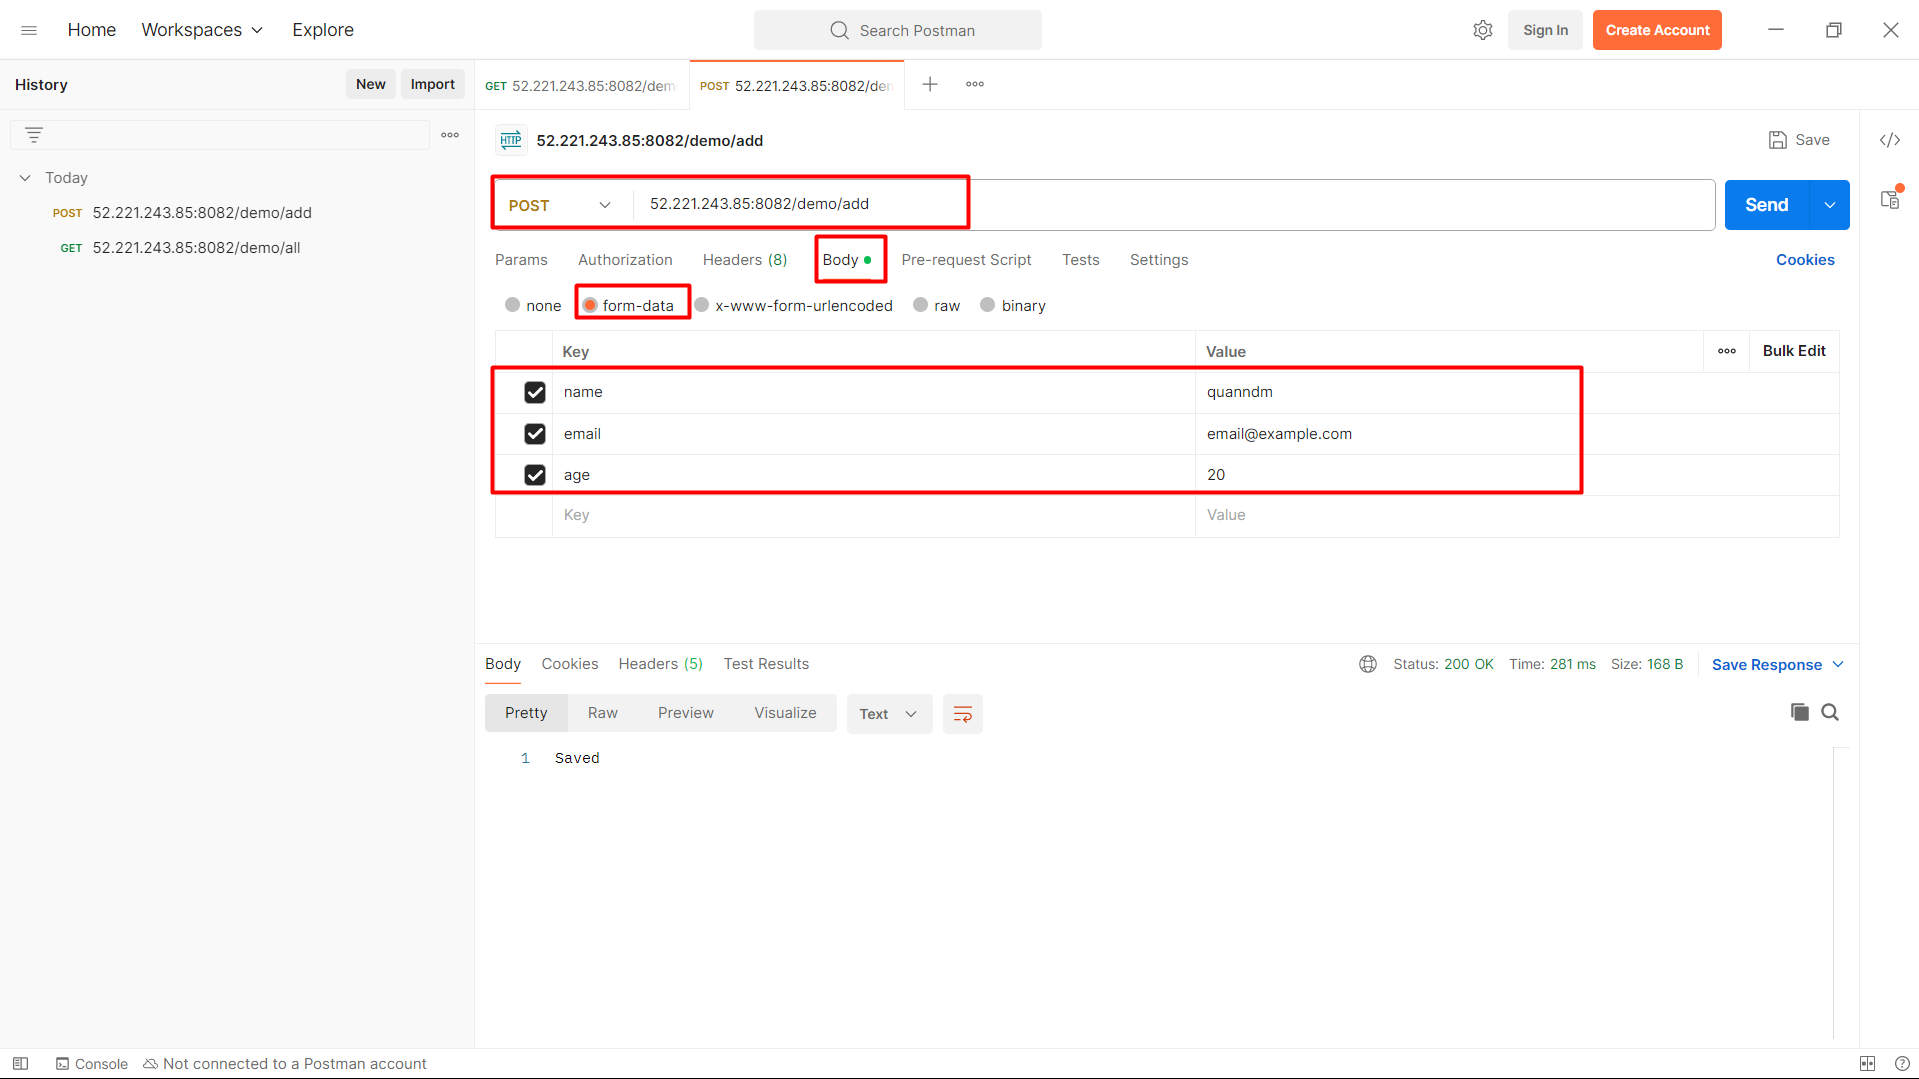 Home Workspaces Explore Search Postman Sign In Create Account
History New Import GET 52.221.243.85:8082/dem POST 52.221.243.85:8082/den
HTTP 52.221.243.85:8082/demo/add Save
Today
POST 52.221.243.85:8082/demo/add
GET 52.221.243.85:8082/demo/all
POST 52.221.243.85:8082/demo/add Send
Params Authorization Headers (8) Body Pre-request Script Tests Settings Cookies
none form-data x-www-form-urlencoded raw binary
Key Value Bulk Edit
name quanndm
email email@example.com
age 20
Key Value
Body Cookies Headers (5) Test Results Status: 200 OK Time: 281 ms Size: 168 B Save Response
Pretty Raw Preview Visualize Text
1 Saved
Console Not connected to a Postman account